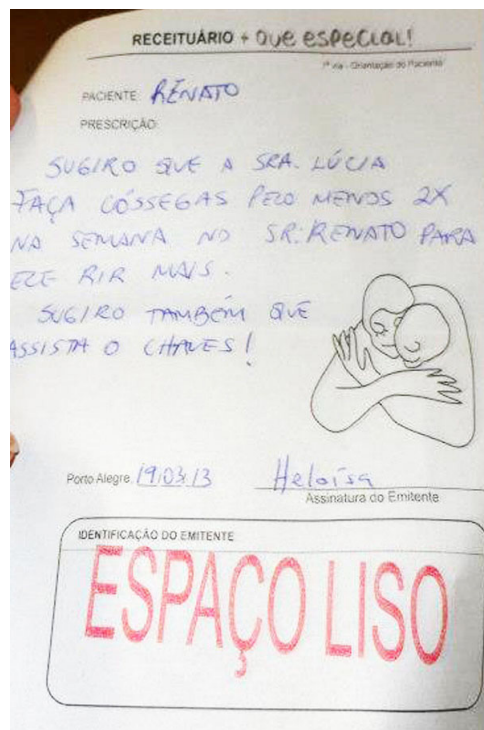 RECEITUÁRIO + QUE ESPECIAL!
1ª via - Orientação do Paciente
PACIENTE: RENATO
PRESCRIÇÃO:
SUGIRO QUE A SRA. LÚCIA
FAÇA CÓSSEGAS PELO MENOS 2X
NA SEMANA NO SR. RENATO PARA
ELE RIR MAIS.
SUGIRO TAMBÉM QUE
ASSISTA O CHAVES!
Porto Alegre, 19/03/13 Heloísa
Assinatura do Emitente
IDENTIFICAÇÃO DO EMITENTE
ESPAÇO LISO